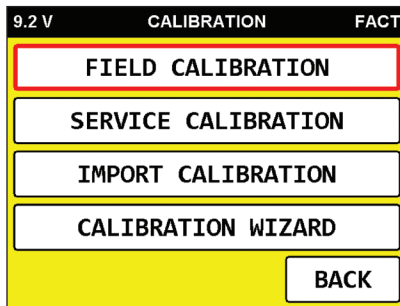 9.2 V CALIBRATION FACT
FIELD CALIBRATION
SERVICE CALIBRATION
IMPORT CALIBRATION
CALIBRATION WIZARD
BACK